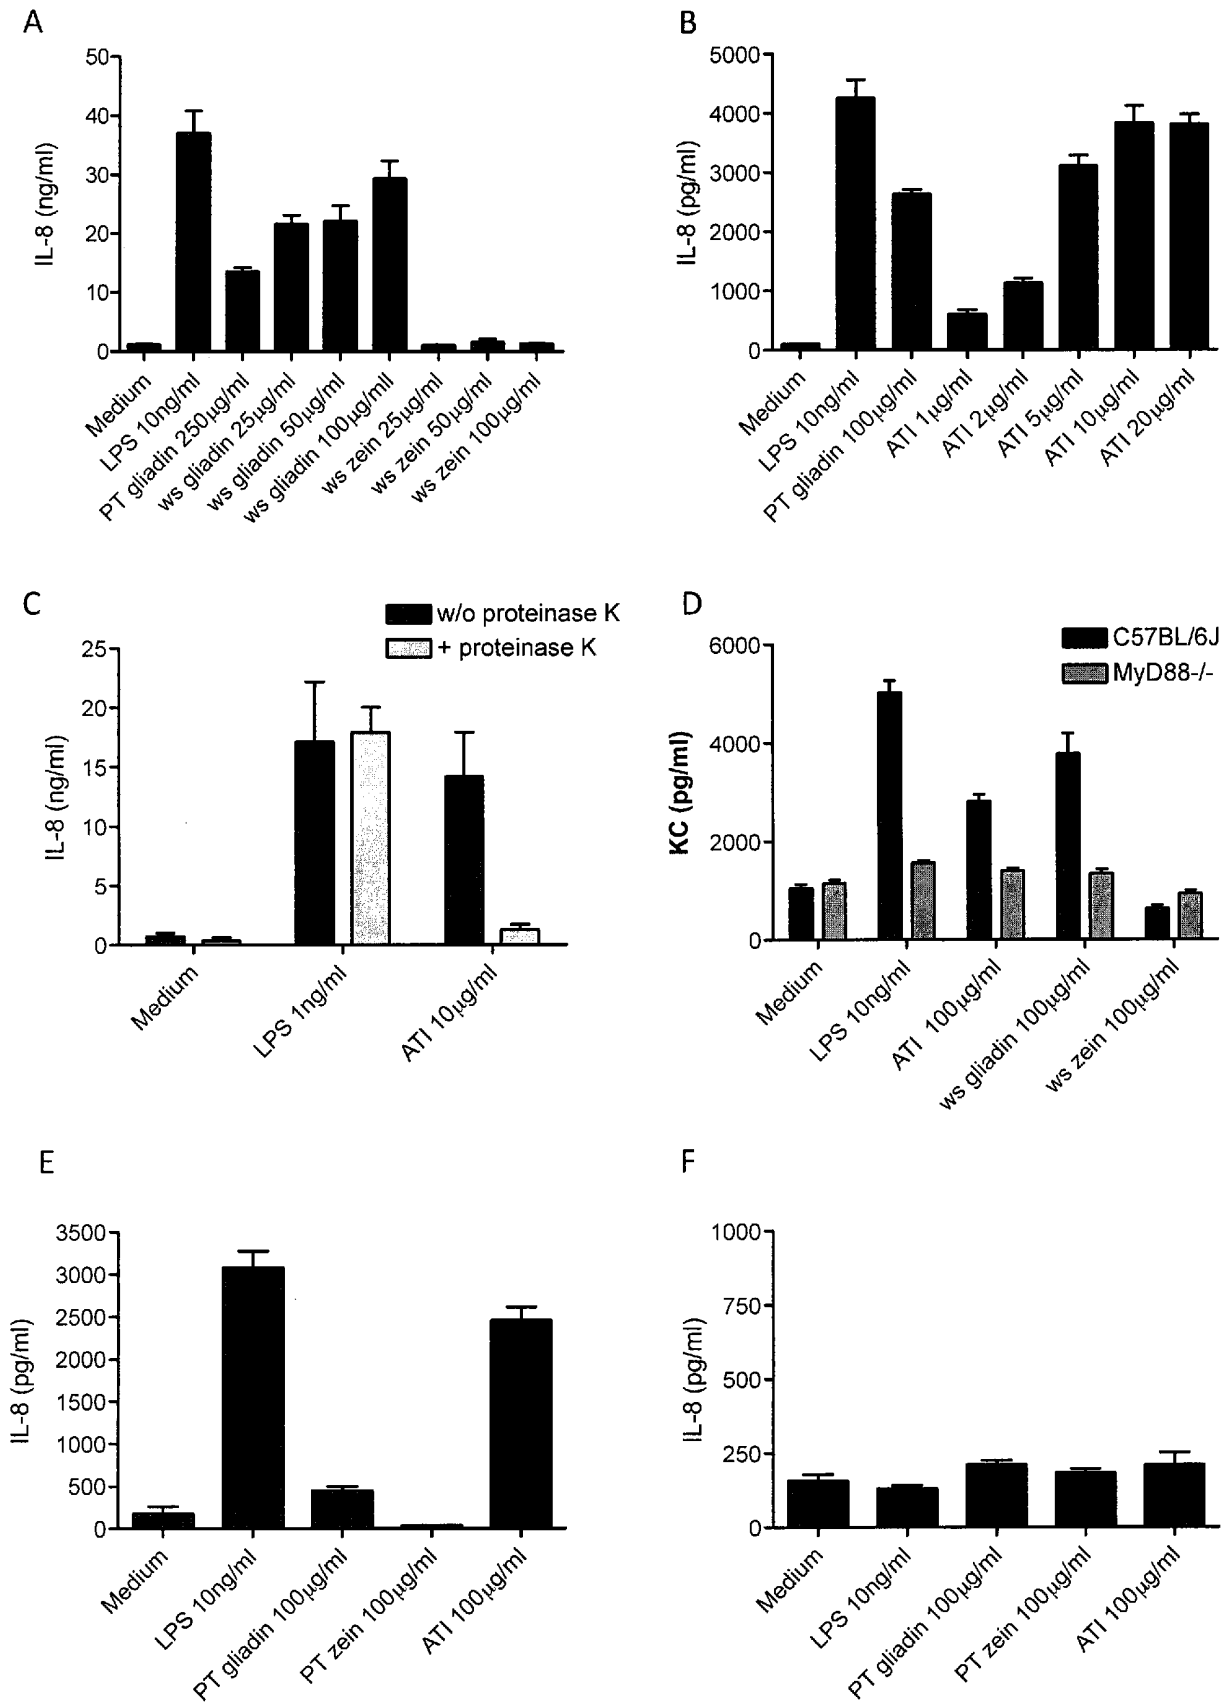 A
50
40
30
20
10
0
IL-8 (ng/ml)
Medium
LPS 10ng/ml
PT gliadin 250µg/ml
ws gliadin 25µg/ml
ws gliadin 50µg/ml
ws gliadin 100µg/mll
ws zein 25µg/ml
ws zein 50µg/ml
ws zein 100µg/ml
B
5000
4000
3000
2000
1000
0
IL-8 (pg/ml)
Medium
LPS 10ng/ml
PT gliadin 100µg/ml
ATI 1µg/ml
ATI 2µg/ml
ATI 5µg/ml
ATI 10µg/ml
ATI 20µg/ml
C
w/o proteinase K
+ proteinase K
25
20
15
10
5
0
IL-8 (ng/ml)
Medium
LPS 1ng/ml
ATI 10µg/ml
D
C57BL/6J
MyD88-/-
6000
4000
2000
0
KC (pg/ml)
Medium
LPS 10ng/ml
ATI 100µg/ml
ws gliadin 100µg/ml
ws zein 100µg/ml
E
3500
3000
2500
2000
1500
1000
500
0
IL-8 (pg/ml)
Medium
LPS 10ng/ml
PT gliadin 100µg/ml
PT zein 100µg/ml
ATI 100µg/ml
F
1000
750
500
250
0
IL-8 (pg/ml)
Medium
LPS 10ng/ml
PT gliadin 100µg/ml
PT zein 100µg/ml
ATI 100µg/ml